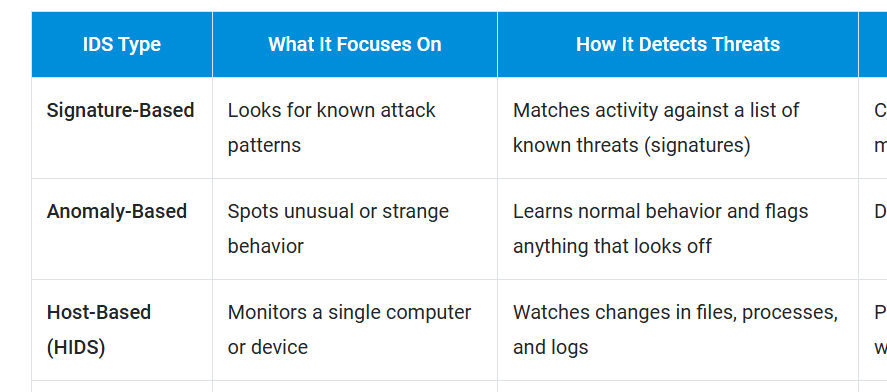 IDS Type What It Focuses On How It Detects Threats
Signature-Based Looks for known attack Matches activity against a list of
patterns known threats (signatures)
Anomaly-Based Spots unusual or strange Learns normal behavior and flags
behavior anything that looks off
Host-Based Monitors a single computer Watches changes in files, processes,
(HIDS) or device and logs